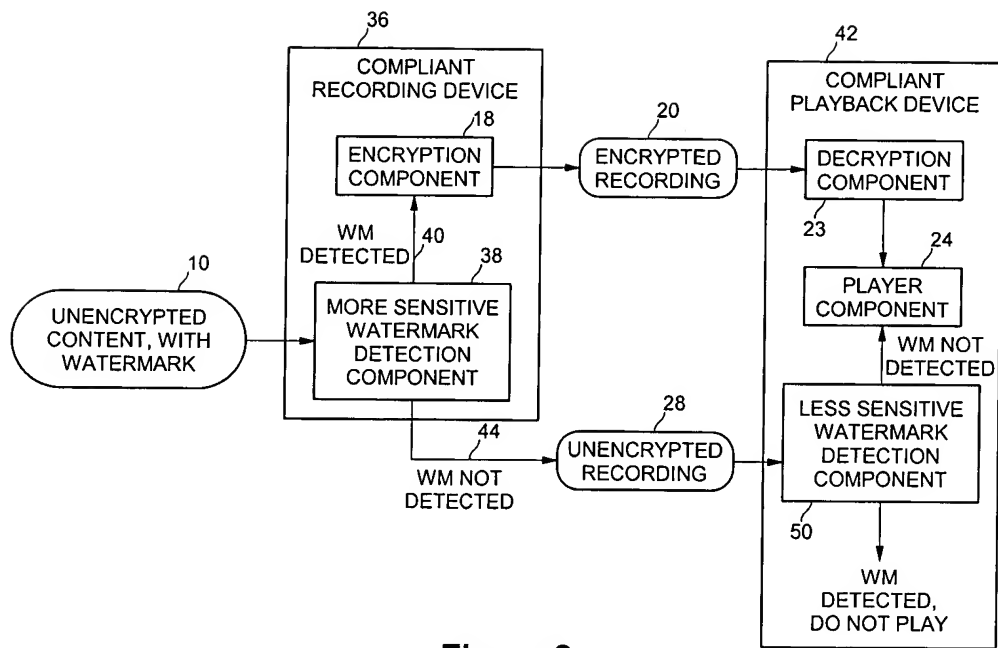 36
COMPLIANT
RECORDING DEVICE
18
ENCRYPTION
COMPONENT
WM
DETECTED
40
38
MORE SENSITIVE
WATERMARK
DETECTION
COMPONENT
10
UNENCRYPTED
CONTENT, WITH
WATERMARK
44
WM NOT
DETECTED
20
ENCRYPTED
RECORDING
28
UNENCRYPTED
RECORDING
42
COMPLIANT
PLAYBACK DEVICE
DECRYPTION
COMPONENT
23
24
PLAYER
COMPONENT
WM NOT
DETECTED
LESS SENSITIVE
WATERMARK
DETECTION
COMPONENT
50
WM
DETECTED,
DO NOT PLAY